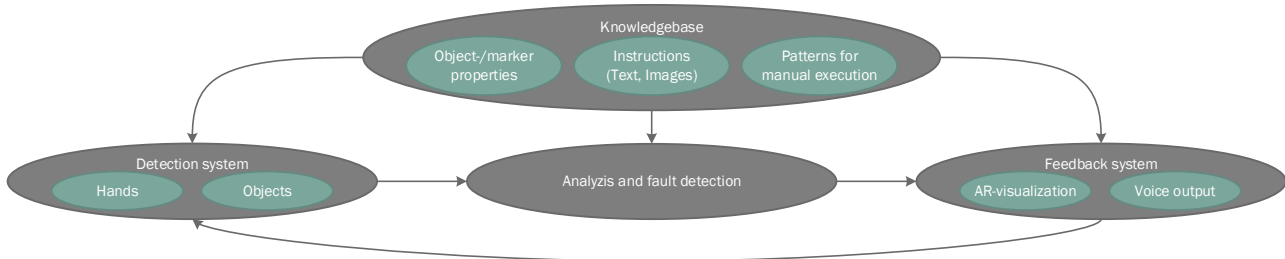 Knowledgebase
Object-/marker
properties
Instructions
(Text, Images)
Patterns for
manual execution
Detection system
Hands
Objects
Analyzis and fault detection
Feedback system
AR-visualization
Voice output